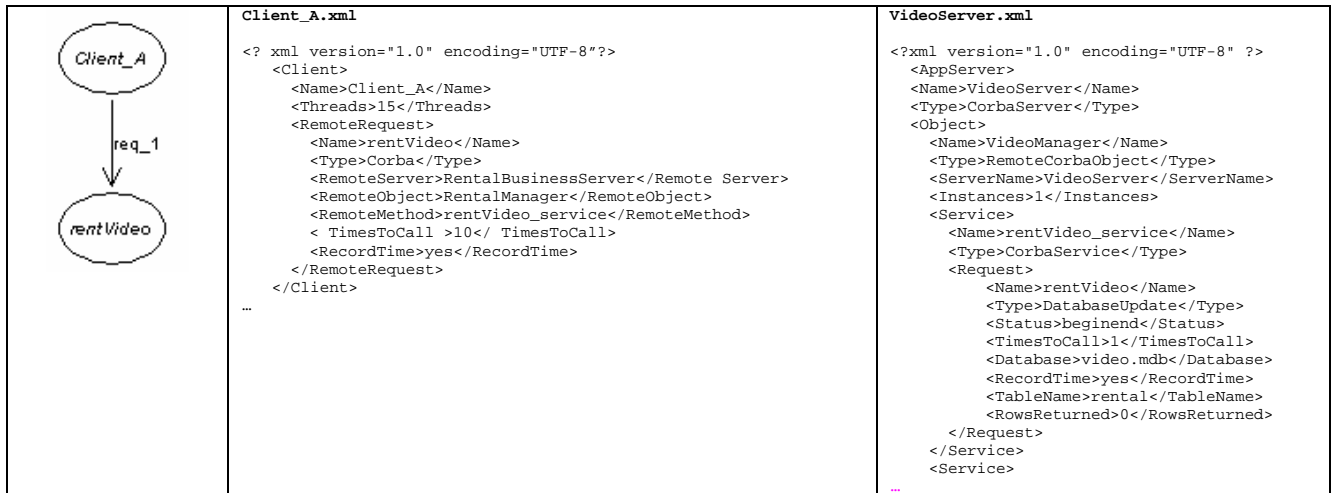 Client_A
req_1
rentVideo
Client_A.xml
<? xml version="1.0" encoding="UTF-8”?>
<Client>
<Name>Client_A</Name>
<Threads>15</Threads>
<RemoteRequest>
<Name>rentVideo</Name>
<Type>Corba</Type>
<RemoteServer>RentalBusinessServer</Remote Server>
<RemoteObject>RentalManager</RemoteObject>
<RemoteMethod>rentVideo_service</RemoteMethod>
< TimesToCall >10</ TimesToCall>
<RecordTime>yes</RecordTime>
</RemoteRequest>
</Client>
…
VideoServer.xml
<?xml version="1.0" encoding="UTF-8" ?>
<AppServer>
<Name>VideoServer</Name>
<Type>CorbaServer</Type>
<Object>
<Name>VideoManager</Name>
<Type>RemoteCorbaObject</Type>
<ServerName>VideoServer</ServerName>
<Instances>1</Instances>
<Service>
<Name>rentVideo_service</Name>
<Type>CorbaService</Type>
<Request>
<Name>rentVideo</Name>
<Type>DatabaseUpdate</Type>
<Status>beginend</Status>
<TimesToCall>1</TimesToCall>
<Database>video.mdb</Database>
<RecordTime>yes</RecordTime>
<TableName>rental</TableName>
<RowsReturned>0</RowsReturned>
</Request>
</Service>
<Service>
…